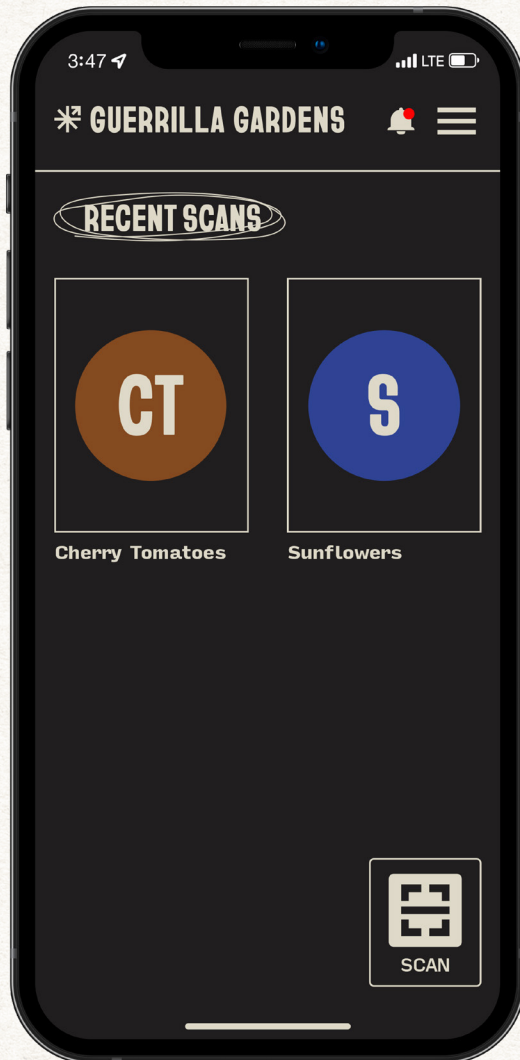 3:47 LTE
GUERRILLA GARDENS
RECENT SCANS
CT S
Cherry Tomatoes Sunflowers
SCAN